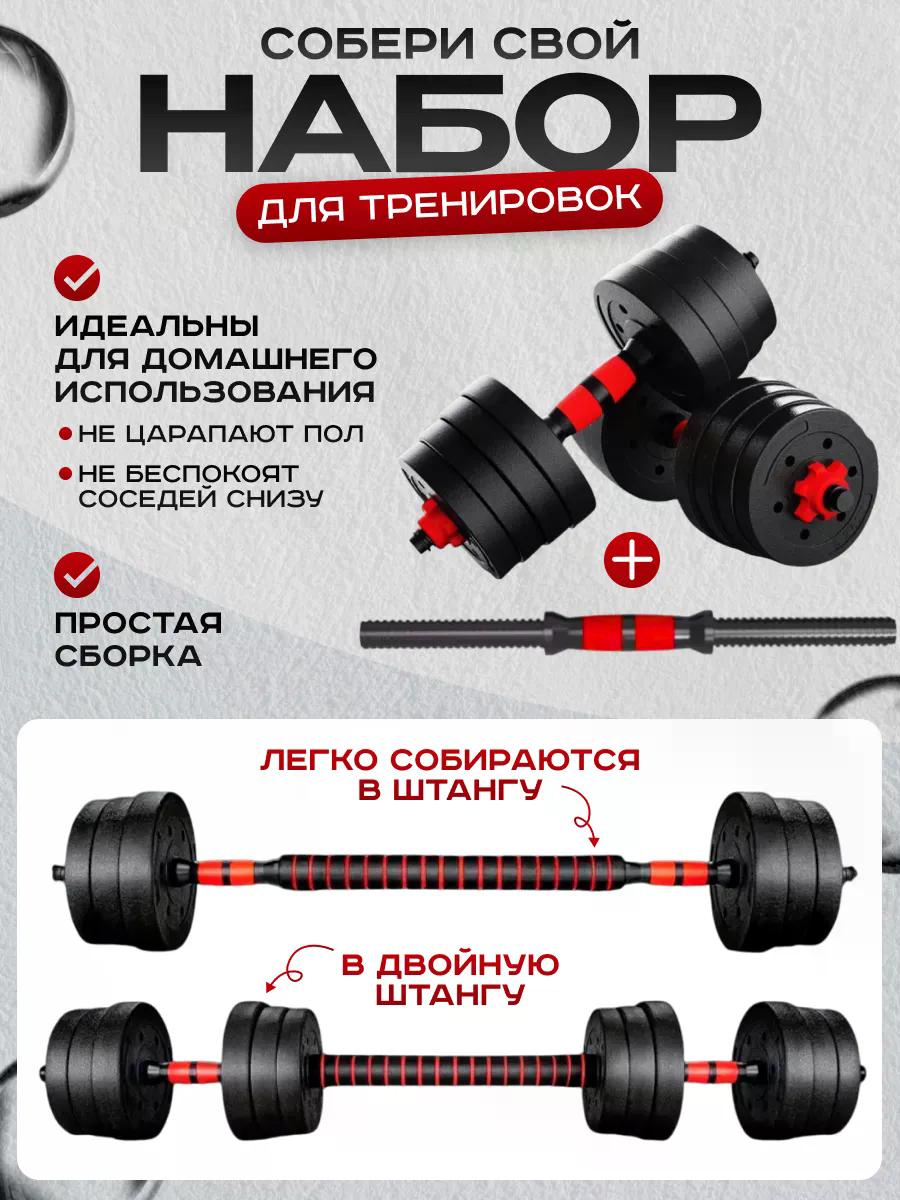 СОБЕРИ СВОЙ
НАБОР
ДЛЯ ТРЕНИРОВОК
ИДЕАЛЬНЫ
ДЛЯ ДОМАШНЕГО
ИСПОЛЬЗОВАНИЯ
• НЕ ЦАРАПАЮТ ПОЛ
• НЕ БЕСПОКОЯТ
СОСЕДЕЙ СНИЗУ
ПРОСТАЯ
СБОРКА
ЛЕГКО СОБИРАЮТСЯ
В ШТАНГУ
В ДВОЙНУЮ
ШТАНГУ